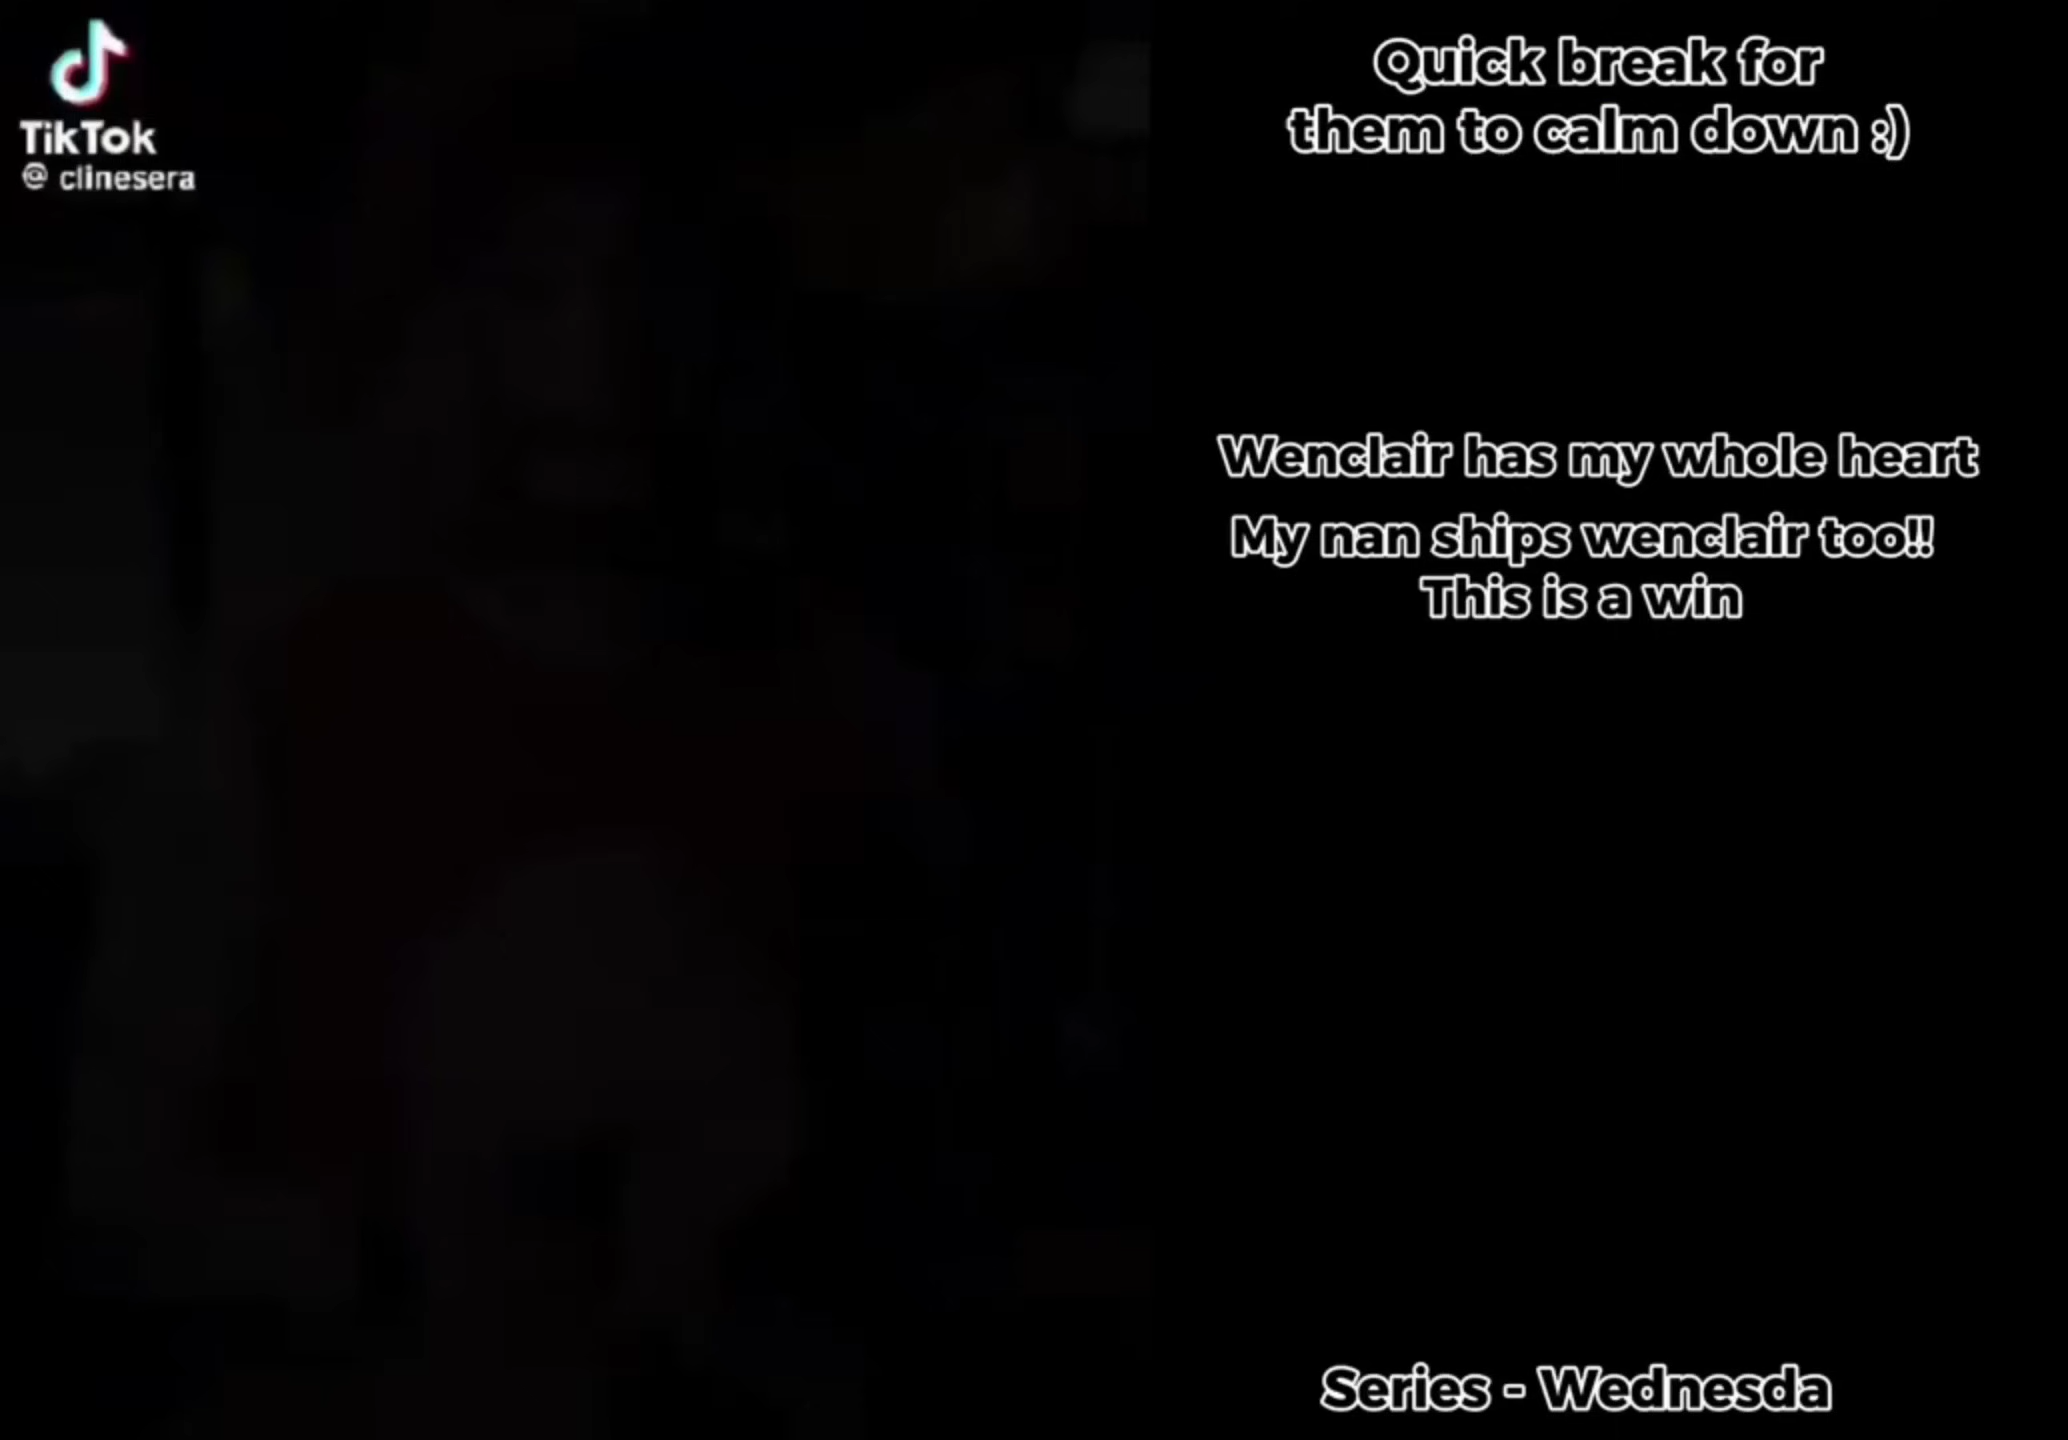 TikTok
@ clinesera
Quick break for
them to calm down :)
Wenclair has my whole heart
My nan ships wenclair too!!
This is a win
Series - Wednesda